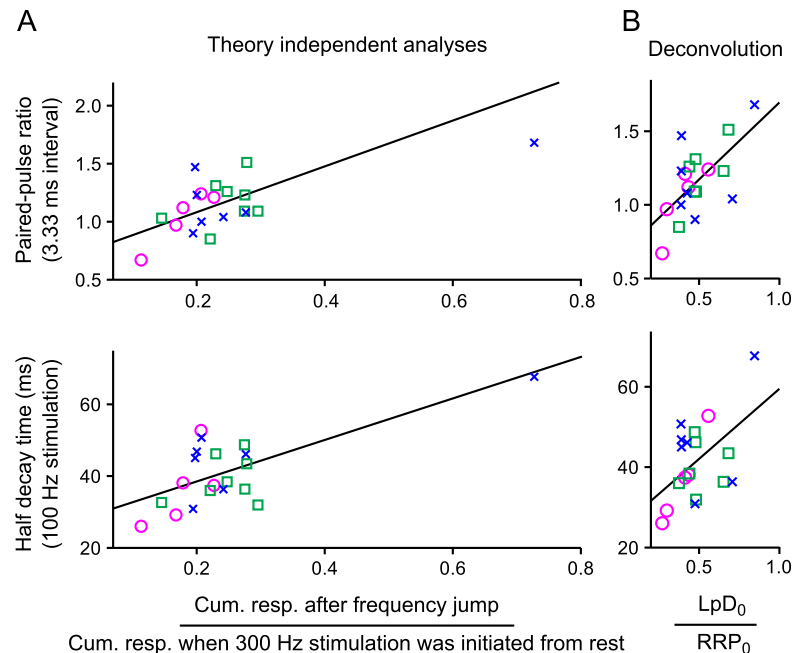 A
B
Theory independent analyses
Deconvolution
Paired-pulse ratio
(3.33 ms interval)
2.0
1.5
1.0
0.5
0.2
0.4
0.6
0.8
1.5
1.0
0.5
0.5
1.0
Half decay time (ms)
(100 Hz stimulation)
60
40
20
0.2
0.4
0.6
0.8
60
40
20
0.5
1.0
Cum. resp. after frequency jump
Cum. resp. when 300 Hz stimulation was initiated from rest
LpD₀
RRP₀